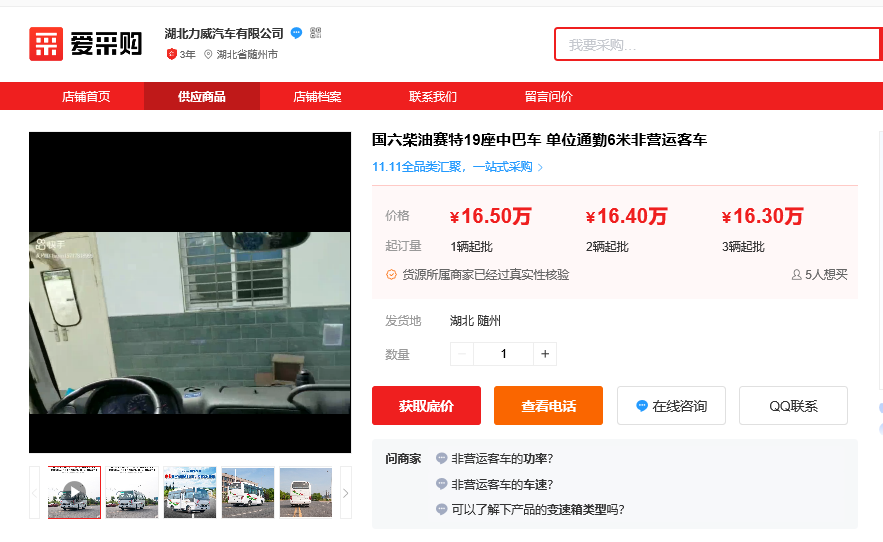 采 爱采购
湖北力威汽车有限公司
3年 湖北省随州市
我要采购...
店铺首页 供应商品 店铺档案 联系我们 留言问价
国六柴油赛特19座中巴车 单位通勤6米非营运客车
11.11全品类汇聚，一站式采购 >
价格 ¥16.50万 ¥16.40万 ¥16.30万
起订量 1辆起批 2辆起批 3辆起批
货源所属商家已经过真实性核验 5人想买
快手
发货地 湖北 随州
数量 − 1 +
获取底价 查看电话 在线咨询 QQ联系
问商家 非营运客车的功率?
非营运客车的车速?
可以了解下产品的变速箱类型吗?